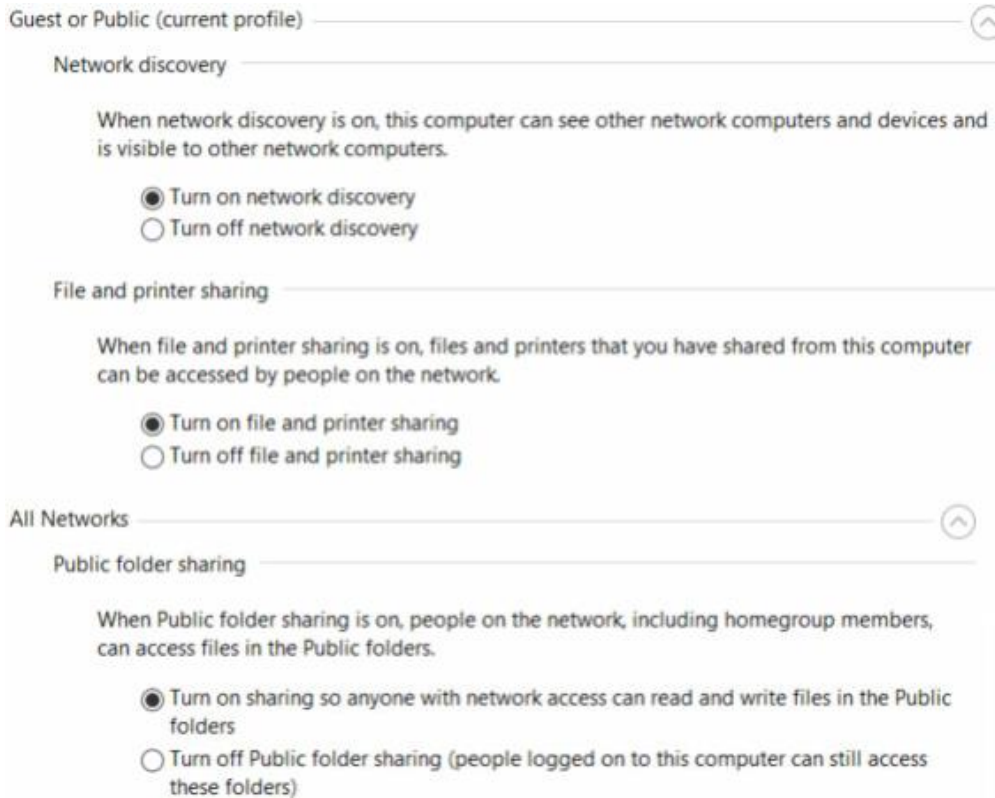 Guest or Public (current profile)
Network discovery
When network discovery is on, this computer can see other network computers and devices and
is visible to other network computers.
Turn on network discovery
Turn off network discovery
File and printer sharing
When file and printer sharing is on, files and printers that you have shared from this computer
can be accessed by people on the network.
Turn on file and printer sharing
Turn off file and printer sharing
All Networks
Public folder sharing
When Public folder sharing is on, people on the network, including homegroup members,
can access files in the Public folders.
Turn on sharing so anyone with network access can read and write files in the Public
folders
Turn off Public folder sharing (people logged on to this computer can still access
these folders)